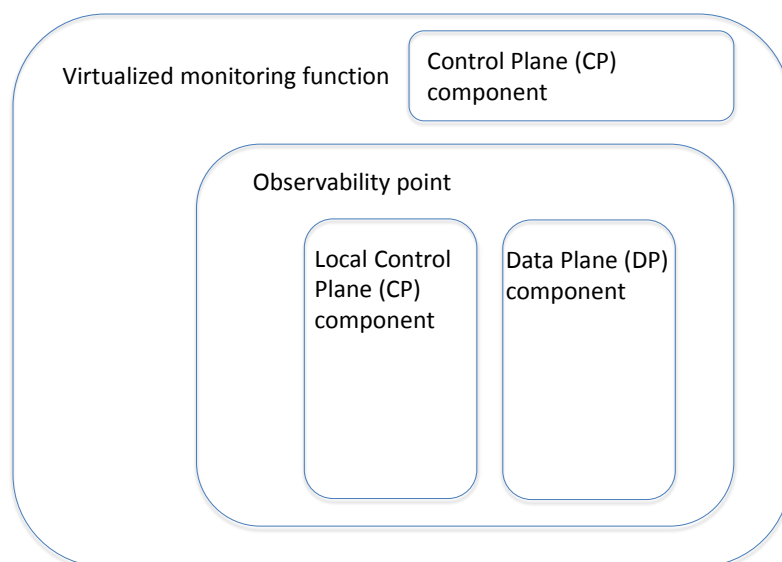 Virtualized monitoring function
Control Plane (CP)
component
Observability point
Local Control
Plane (CP)
component
Data Plane (DP)
component